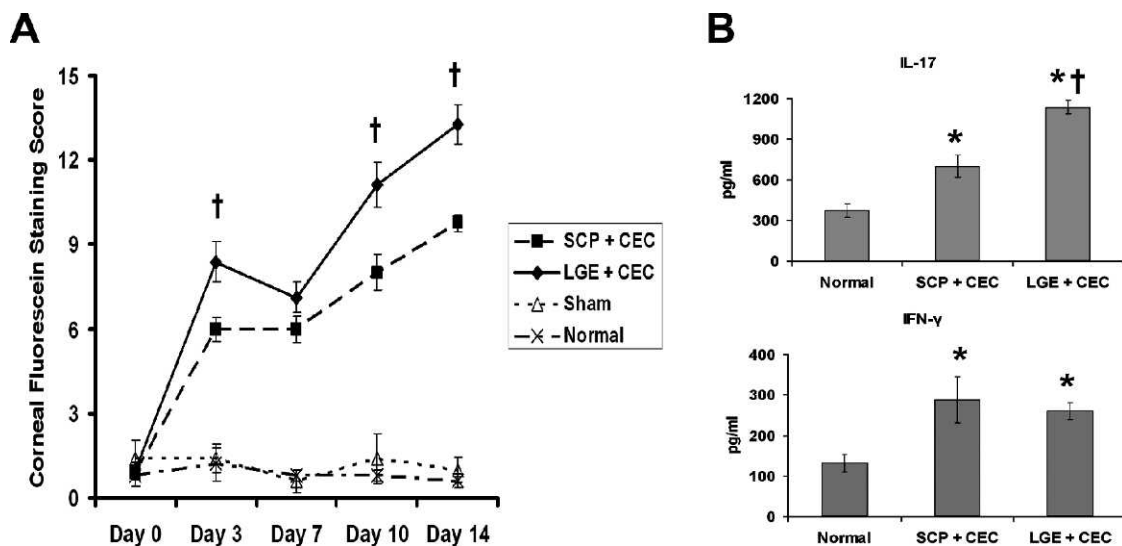 A
Corneal Fluorescein Staining Score
15
12
9
6
3
0
†
†
†
Day 0 Day 3 Day 7 Day 10 Day 14
SCP + CEC
LGE + CEC
Sham
Normal
B
IL-17
pg/ml
1200
900
600
300
0
*
*†
Normal SCP + CEC LGE + CEC
IFN-γ
pg/ml
400
300
200
100
0
*
*
Normal SCP + CEC LGE + CEC